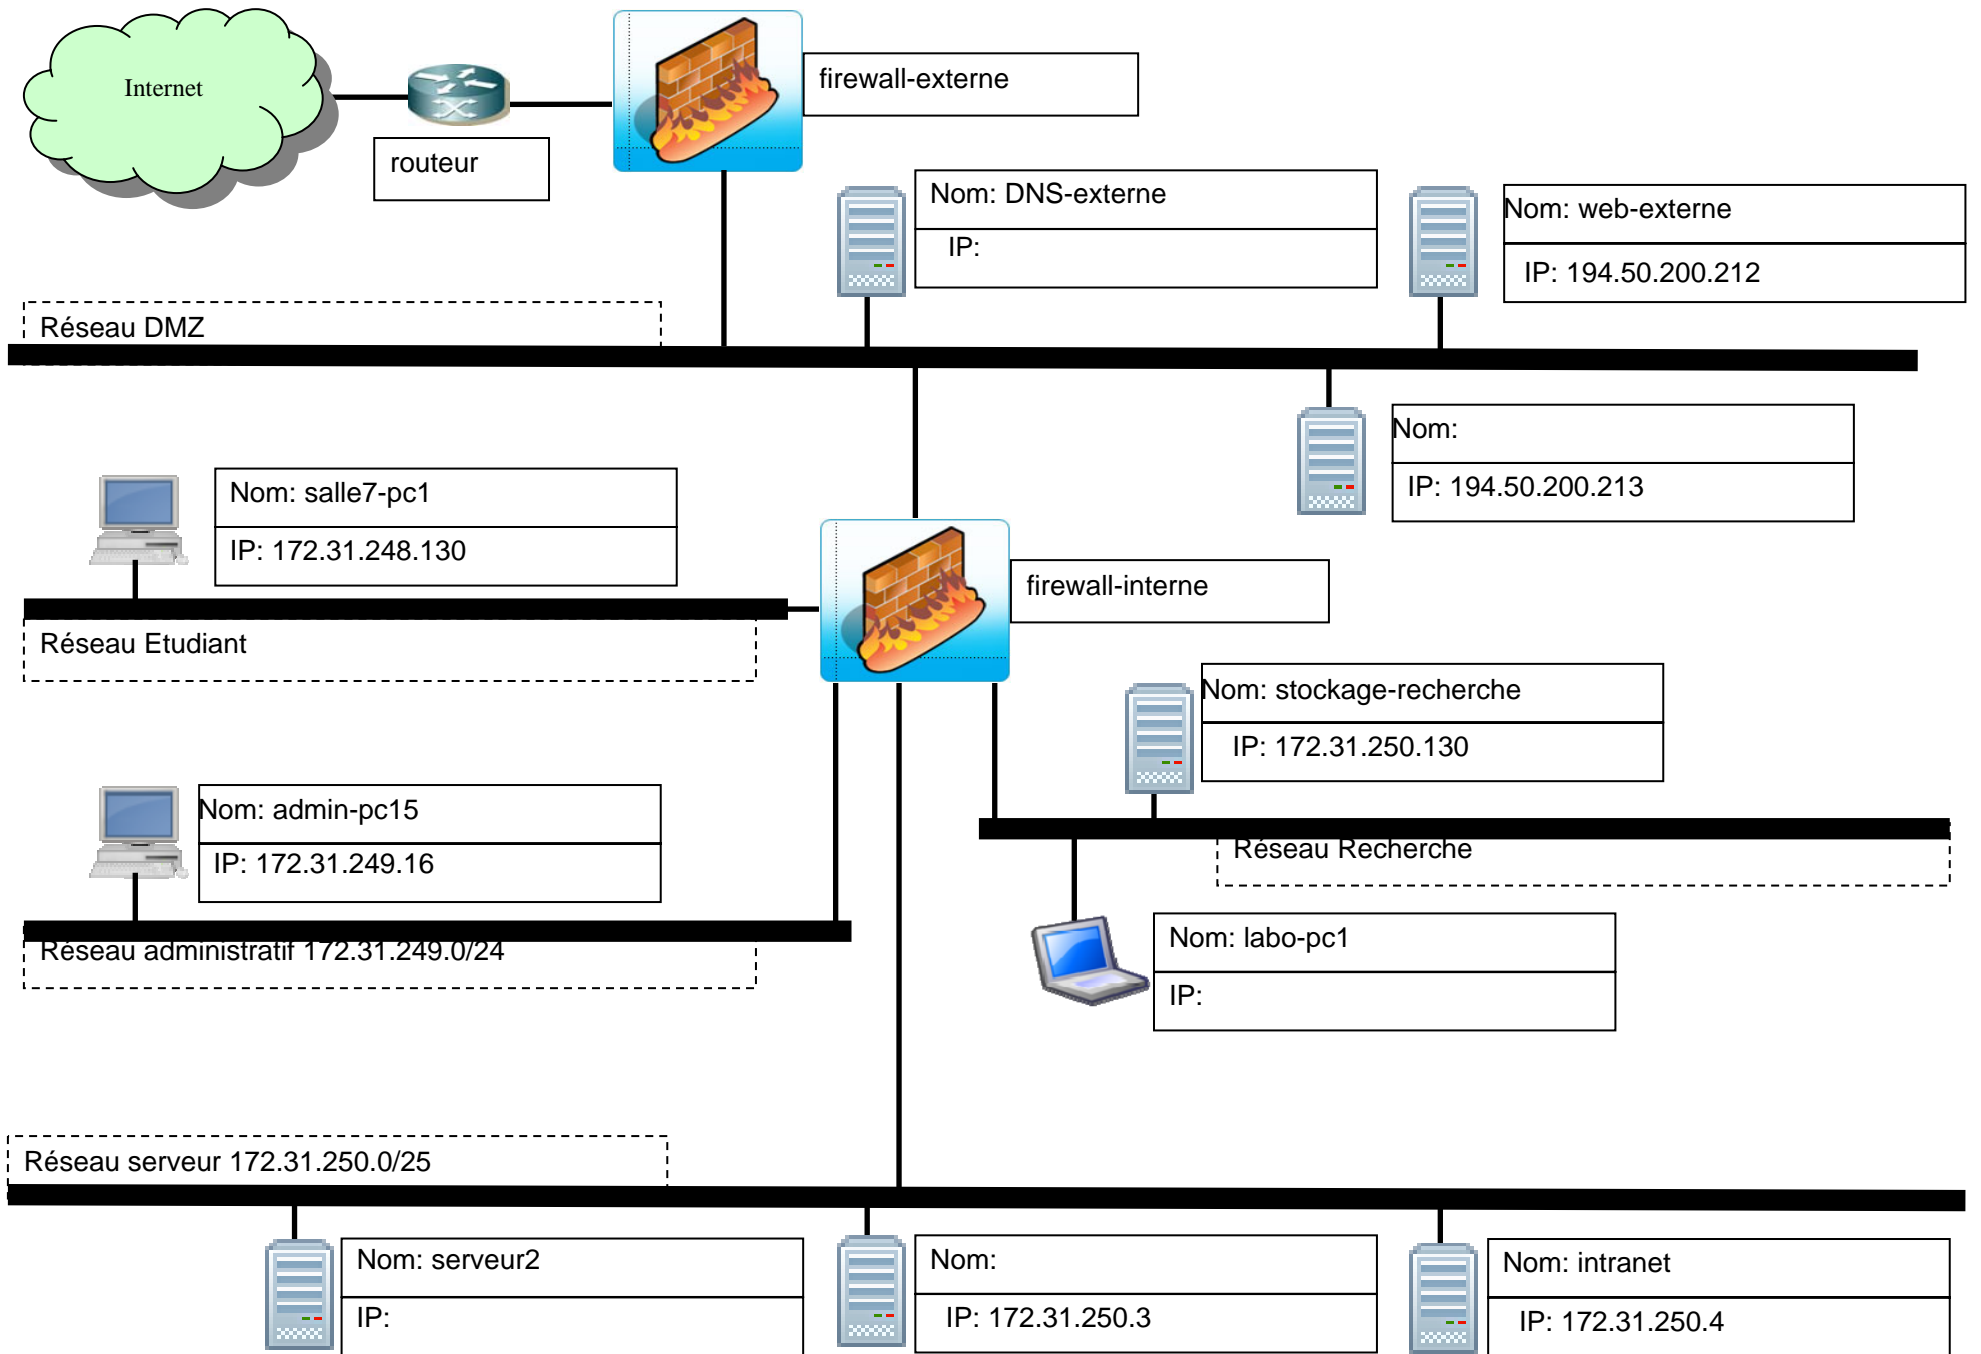 Internet
routeur
firewall-externe
Nom: DNS-externe
IP:
Nom: web-externe
IP: 194.50.200.212
Réseau DMZ
Nom:
IP: 194.50.200.213
Nom: salle7-pc1
IP: 172.31.248.130
Réseau Etudiant
firewall-interne
Nom: stockage-recherche
IP: 172.31.250.130
Réseau Recherche
Nom: admin-pc15
IP: 172.31.249.16
Réseau administratif 172.31.249.0/24
Nom: labo-pc1
IP:
Réseau serveur 172.31.250.0/25
Nom: serveur2
IP:
Nom:
IP: 172.31.250.3
Nom: intranet
IP: 172.31.250.4